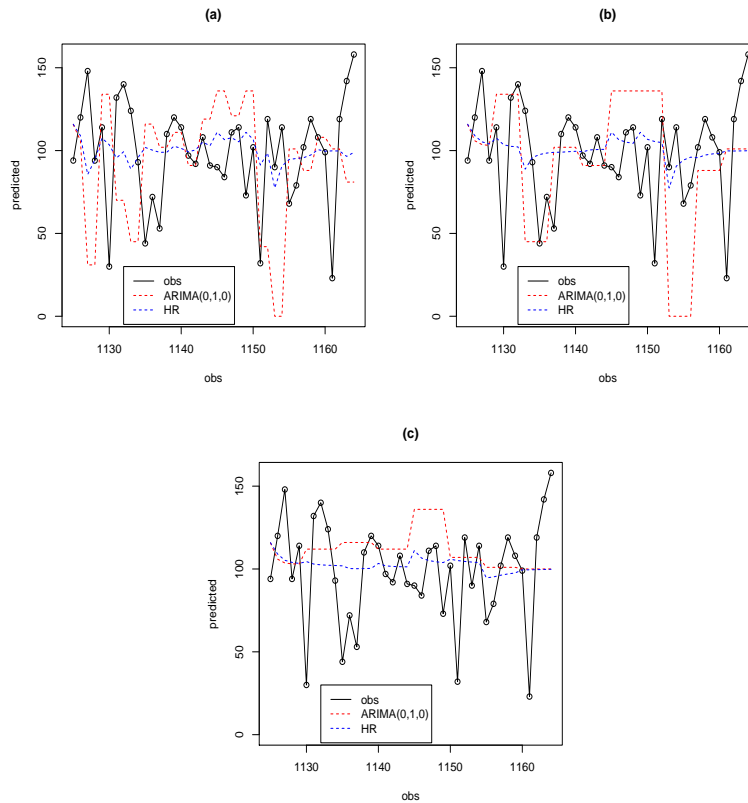 (a)
predicted
0
50
100
150
obs
ARIMA(0,1,0)
HR
1130
1140
1150
1160
obs
(b)
predicted
0
50
100
150
obs
ARIMA(0,1,0)
HR
1130
1140
1150
1160
obs
(c)
predicted
0
50
100
150
obs
ARIMA(0,1,0)
HR
1130
1140
1150
1160
obs